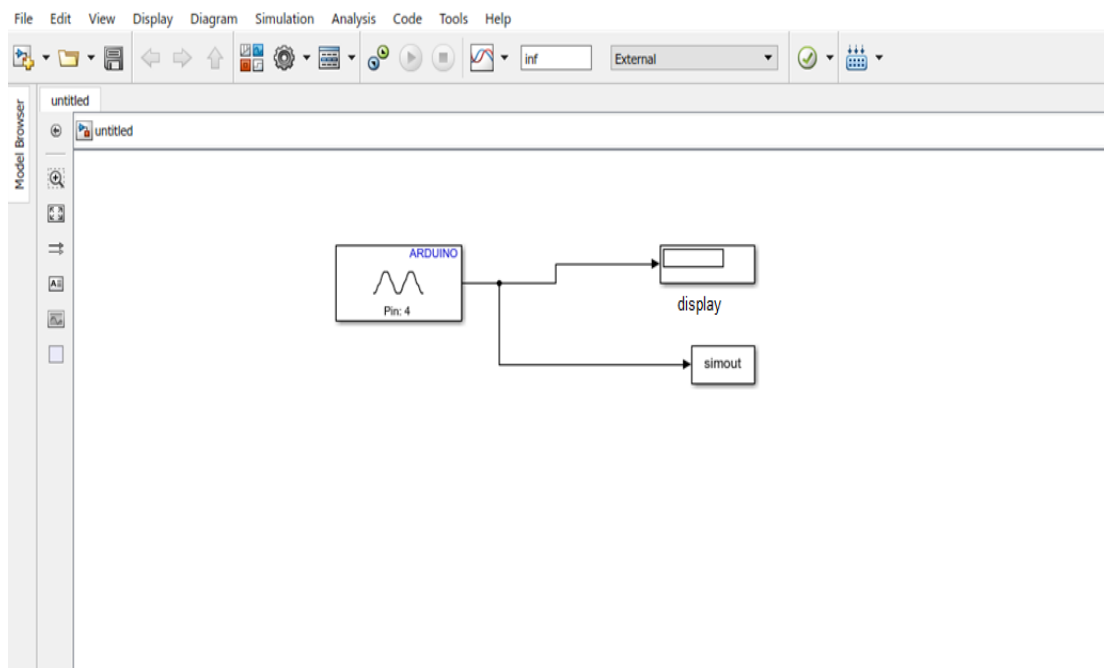 File Edit View Display Diagram Simulation Analysis Code Tools Help
inf External
Model Browser
untitled
untitled
ARDUINO
Pin: 4
display
simout